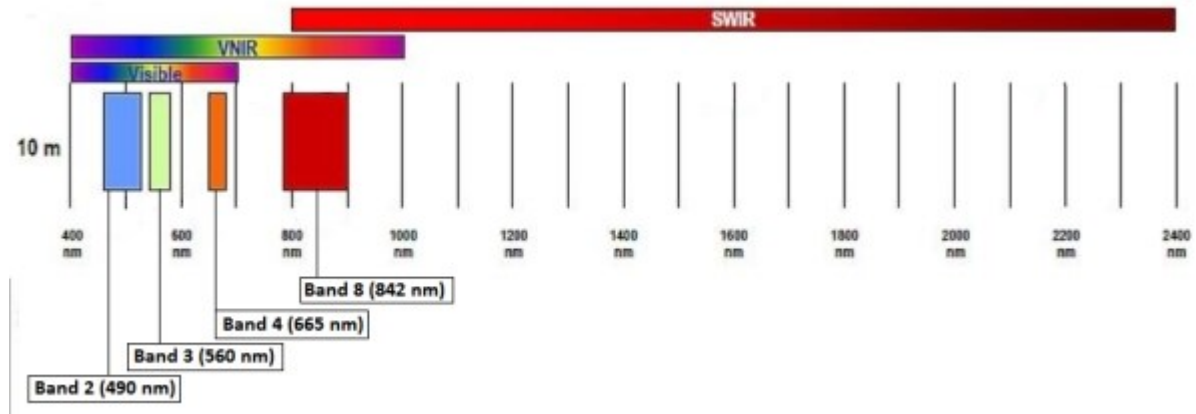 SWIR
VNIR
Visible
10 m
400 nm
600 nm
800 nm
1000 nm
1200 nm
1400 nm
1600 nm
1800 nm
2000 nm
2200 nm
2400 nm
Band 8 (842 nm)
Band 4 (665 nm)
Band 3 (560 nm)
Band 2 (490 nm)